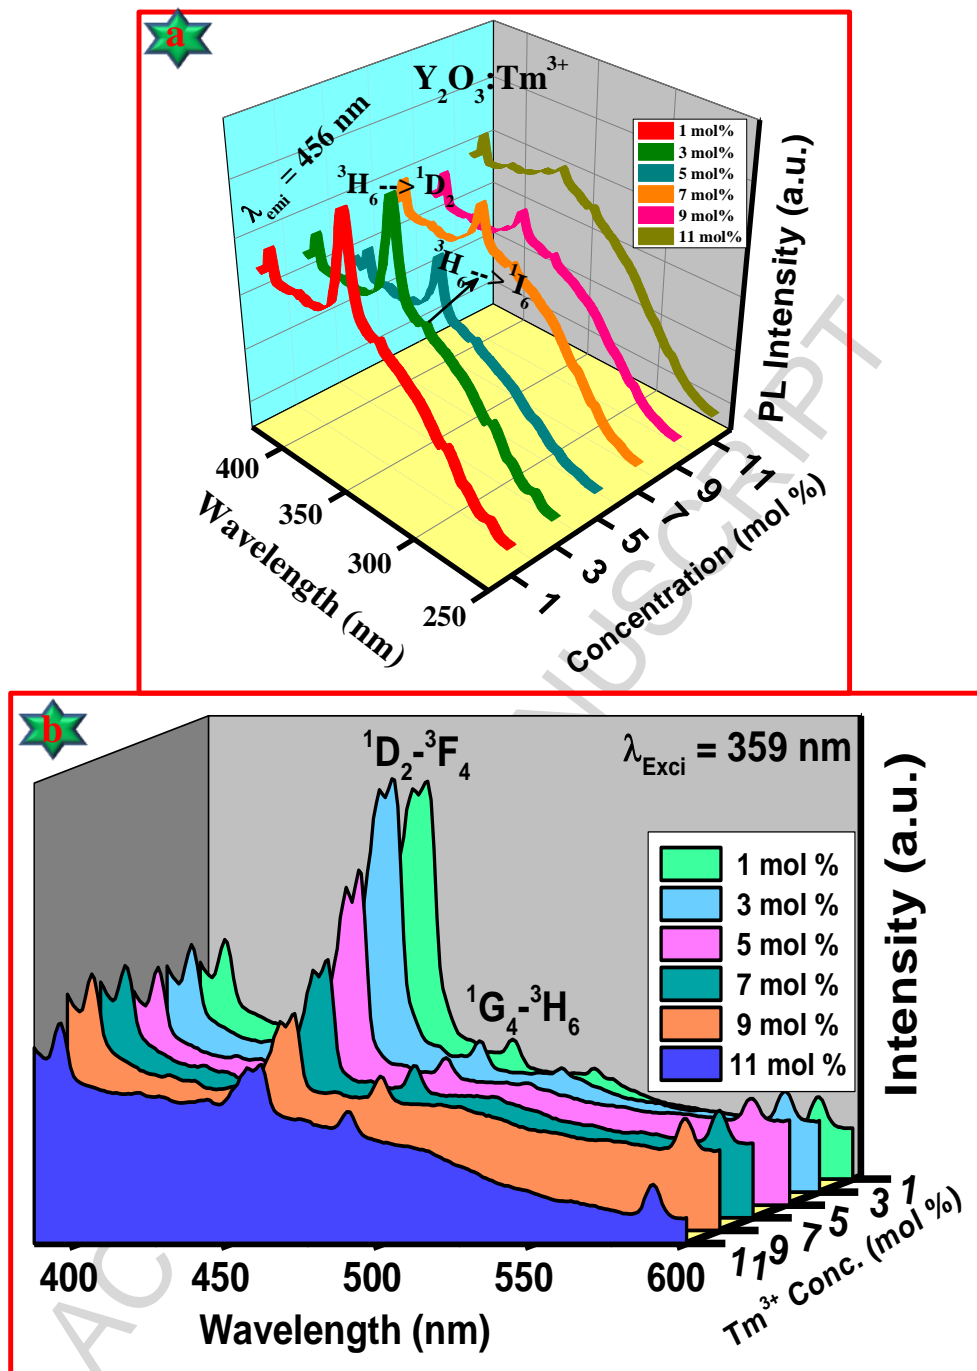 a
Y₂O₃:Tm³⁺
λemi = 456 nm
³H₆ --> ¹D₂
³H₆ --> ¹I₆
1 mol%
3 mol%
5 mol%
7 mol%
9 mol%
11 mol%
PL Intensity (a.u.)
400
350
300
250
Wavelength (nm)
1
3
5
7
9
11
Concentration (mol %)
b
¹D₂-³F₄
λExci = 359 nm
¹G₄-³H₆
1 mol %
3 mol %
5 mol %
7 mol %
9 mol %
11 mol %
Intensity (a.u.)
400
450
500
550
600
Wavelength (nm)
11
9
7
5
3
1
Tm³⁺ Conc. (mol %)